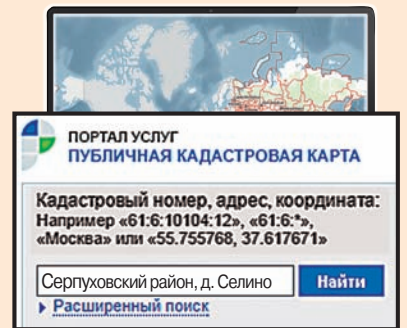 ПОРТАЛ УСЛУГ
ПУБЛИЧНАЯ КАДАСТРОВАЯ КАРТА
Кадастровый номер, адрес, координата:
Например «61:6:10104:12», «61:6:*»,
«Москва» или «55.755768, 37.617671»
Серпуховский район, д. Селино
Найти
Расширенный поиск